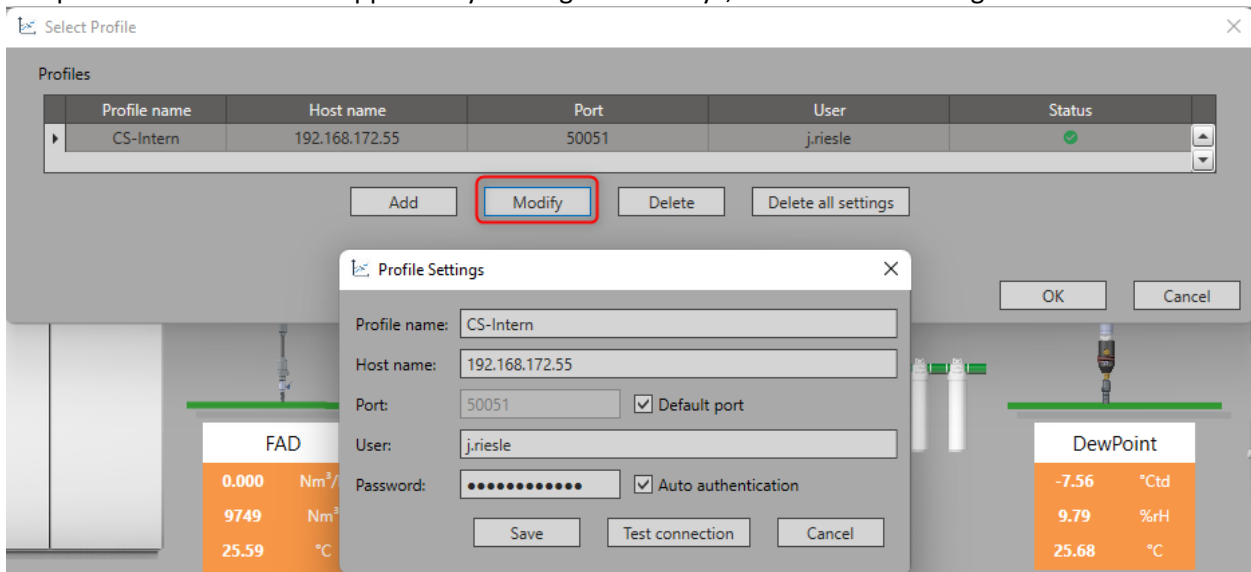 Select Profile
Profiles
Profile name Host name Port User Status
CS-Intern 192.168.172.55 50051 j.riesle
Add Modify Delete Delete all settings
Profile Settings
OK Cancel
Profile name: CS-Intern
Host name: 192.168.172.55
Port: 50051 Default port
User: j.riesle
Password: •••••••••••• Auto authentication
Save Test connection Cancel
FAD
0.000 Nm³/
9749 Nm³
25.59 °C
DewPoint
-7.56 °Ctd
9.79 %rH
25.68 °C